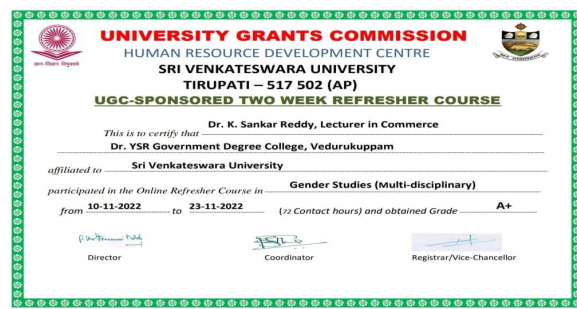 UNIVERSITY GRANTS COMMISSION
HUMAN RESOURCE DEVELOPMENT CENTRE
ज्ञान-विज्ञान विमुक्तये
SRI VENKATESWARA UNIVERSITY
TIRUPATI – 517 502 (AP)
UGC-SPONSORED TWO WEEK REFRESHER COURSE
This is to certify that Dr. K. Sankar Reddy, Lecturer in Commerce
Dr. YSR Government Degree College, Vedurukuppam
affiliated to Sri Venkateswara University
participated in the Online Refresher Course in Gender Studies (Multi-disciplinary)
from 10-11-2022 to 23-11-2022 (72 Contact hours) and obtained Grade A+
Director Coordinator Registrar/Vice-Chancellor